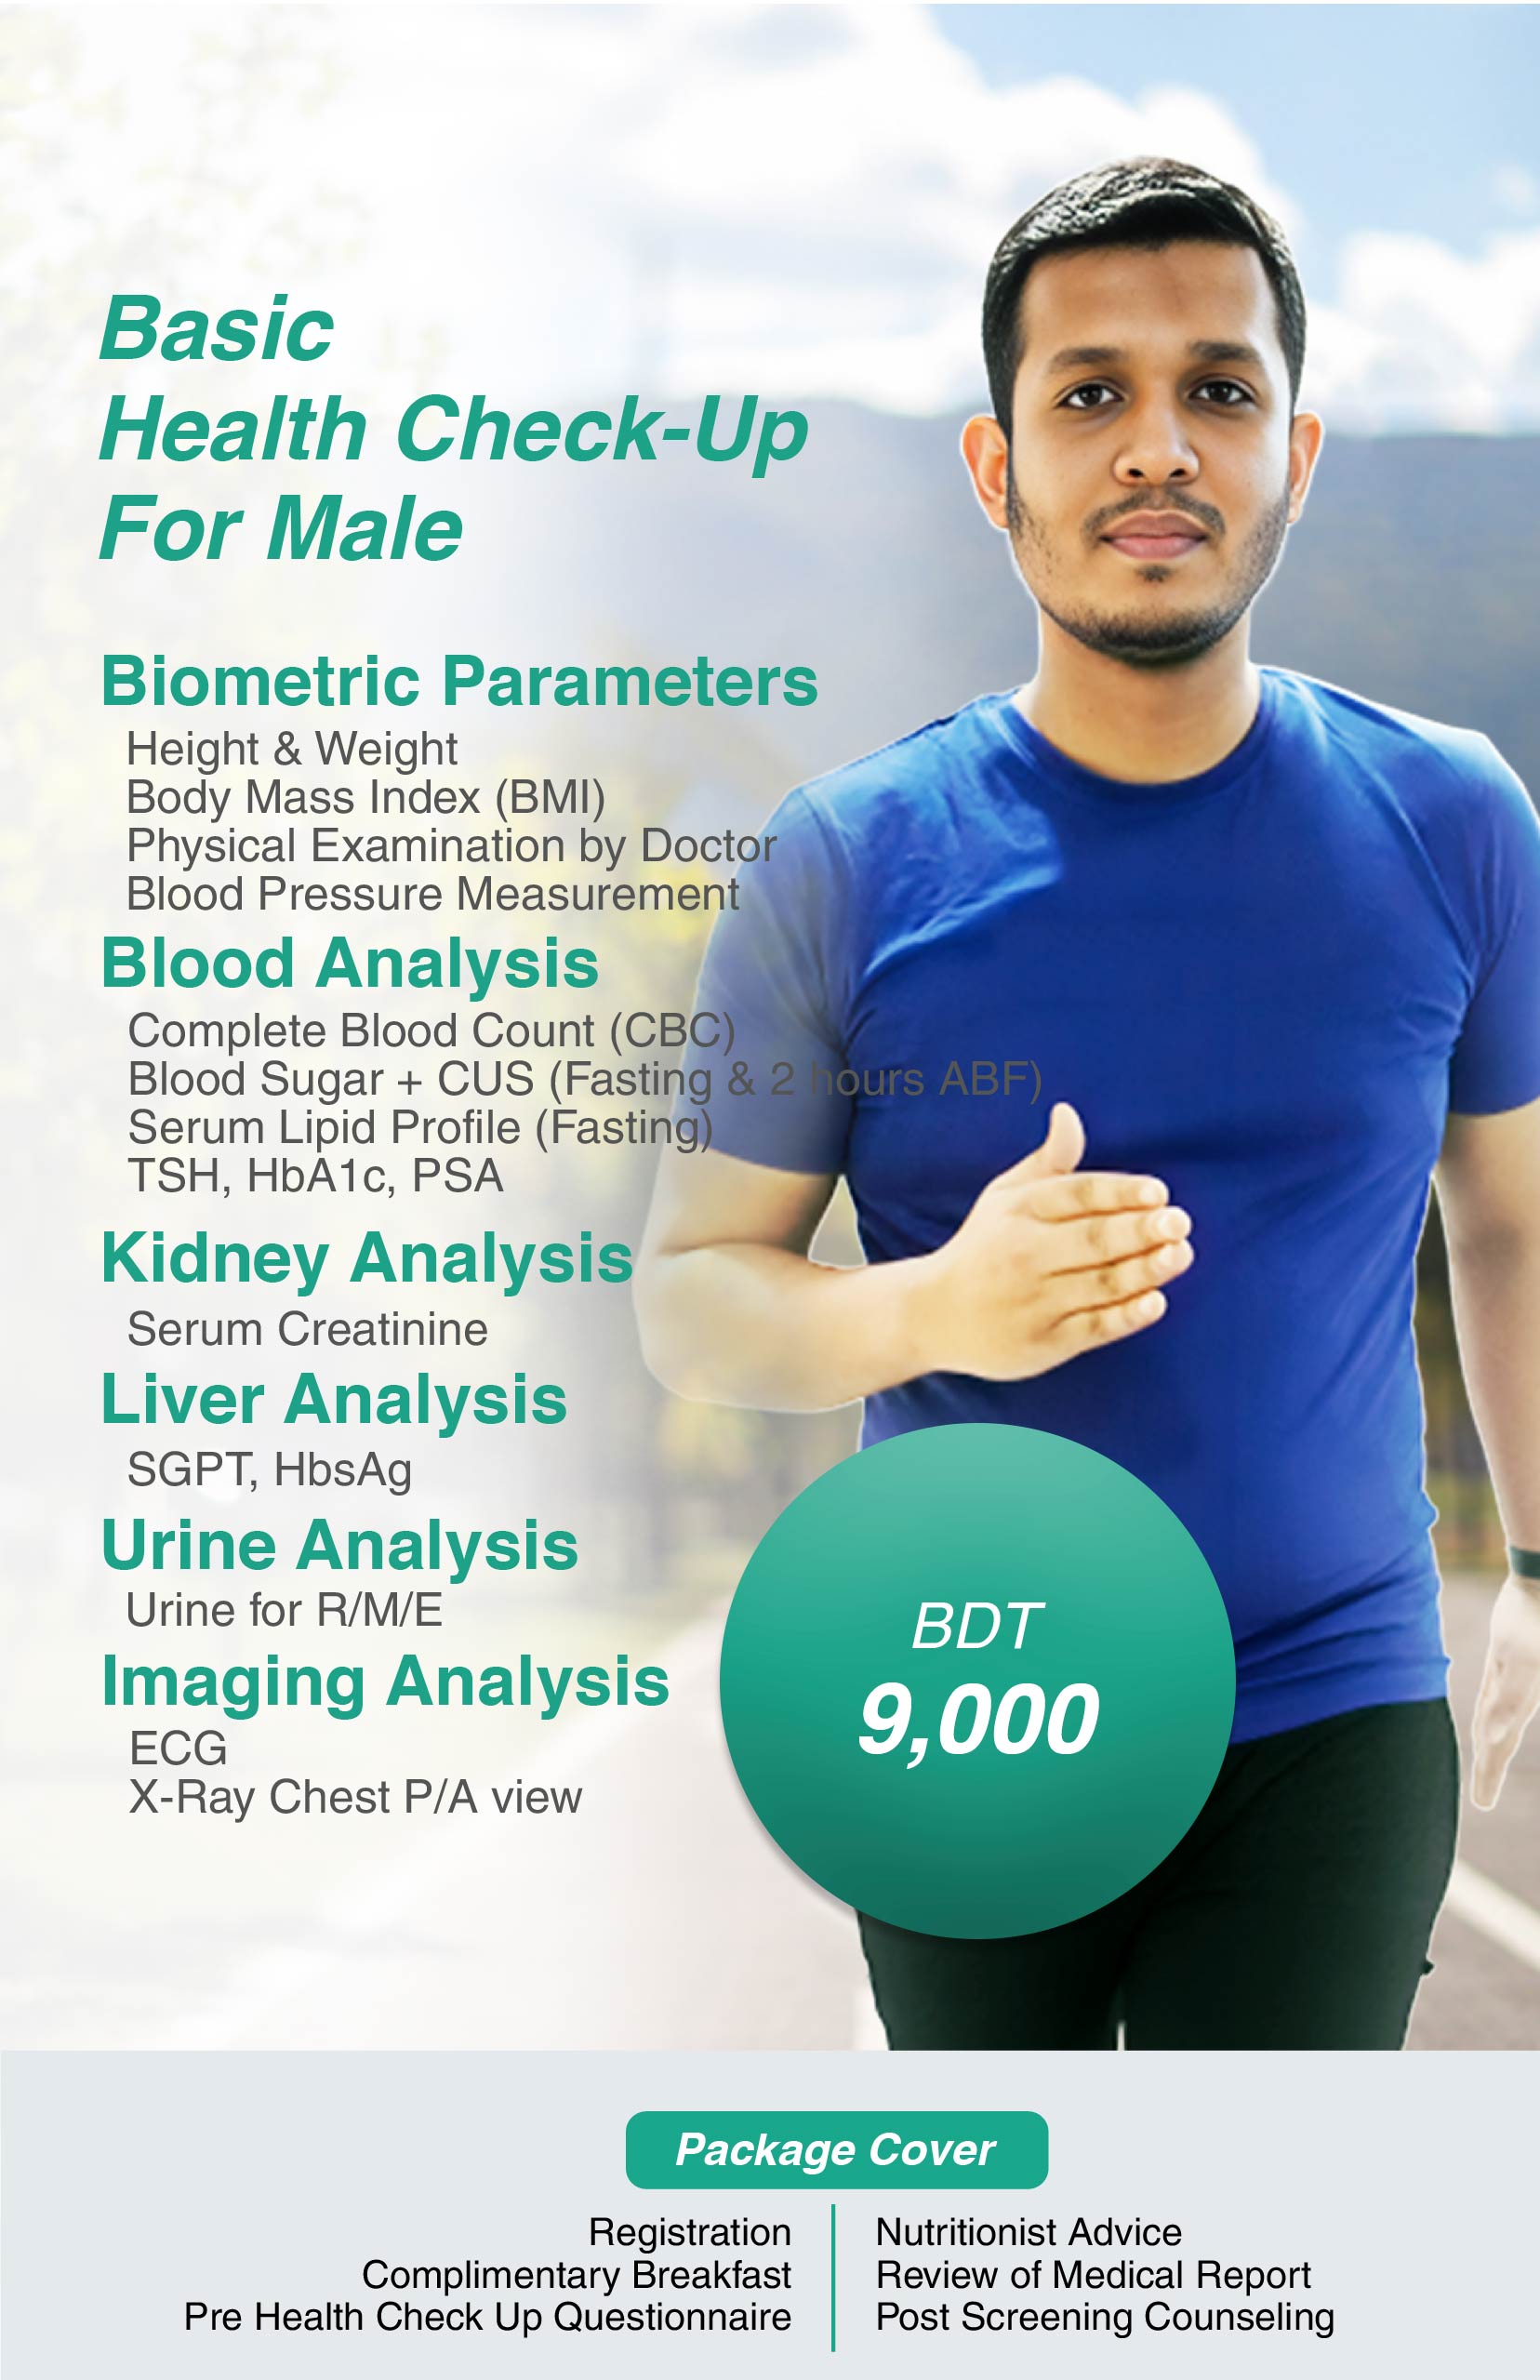 Basic
Health Check-Up
For Male
Biometric Parameters
Height & Weight
Body Mass Index (BMI)
Physical Examination by Doctor
Blood Pressure Measurement
Blood Analysis
Complete Blood Count (CBC)
Blood Sugar + CUS (Fasting & 2 hours ABF)
Serum Lipid Profile (Fasting)
TSH, HbA1c, PSA
Kidney Analysis
Serum Creatinine
Liver Analysis
SGPT, HbsAg
Urine Analysis
Urine for R/M/E
Imaging Analysis
ECG
X-Ray Chest P/A view
BDT
9,000
Package Cover
Registration
Complimentary Breakfast
Pre Health Check Up Questionnaire
Nutritionist Advice
Review of Medical Report
Post Screening Counseling